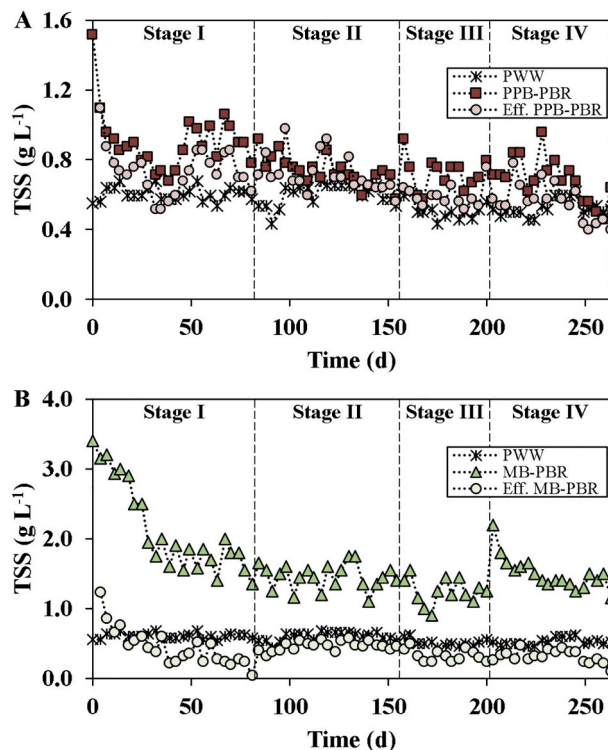 A
Stage I Stage II Stage III Stage IV
PWW
PPB-PBR
Eff. PPB-PBR
TSS (g L-1)
1.6
1.2
0.8
0.4
0.0
0 50 100 150 200 250
Time (d)
B
Stage I Stage II Stage III Stage IV
PWW
MB-PBR
Eff. MB-PBR
TSS (g L-1)
4.0
3.0
2.0
1.0
0.0
0 50 100 150 200 250
Time (d)